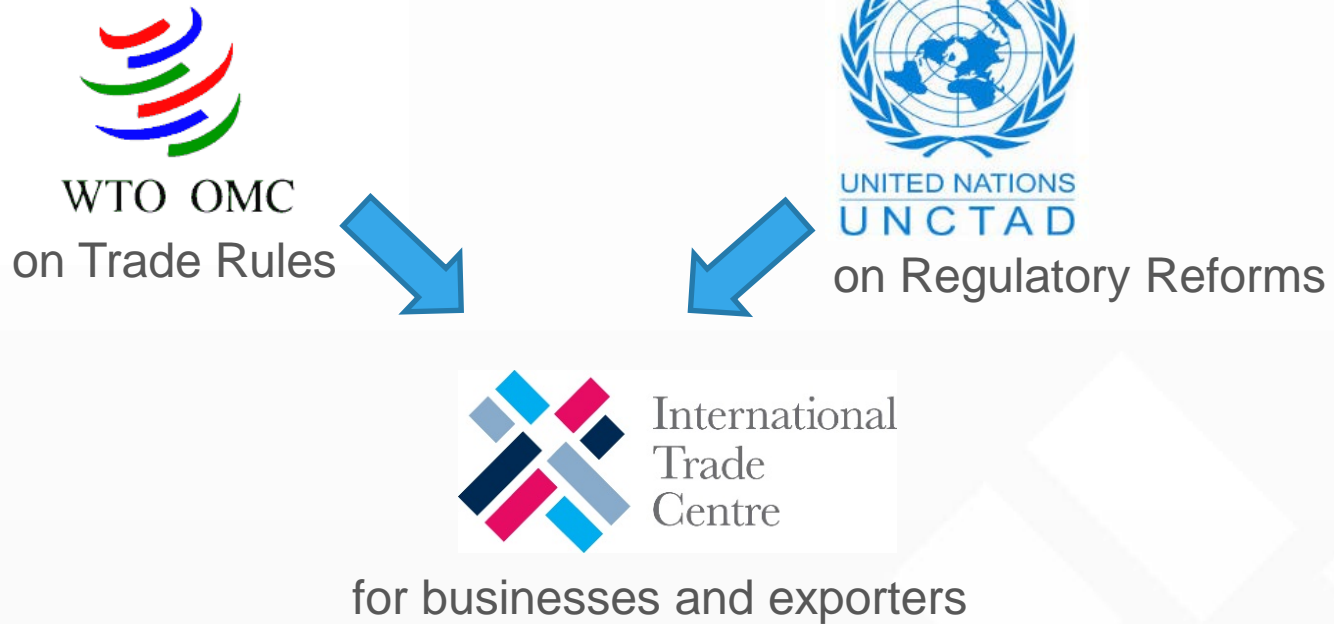 WTO OMC
on Trade Rules
UNITED NATIONS
UNCTAD
on Regulatory Reforms
International
Trade
Centre
for businesses and exporters